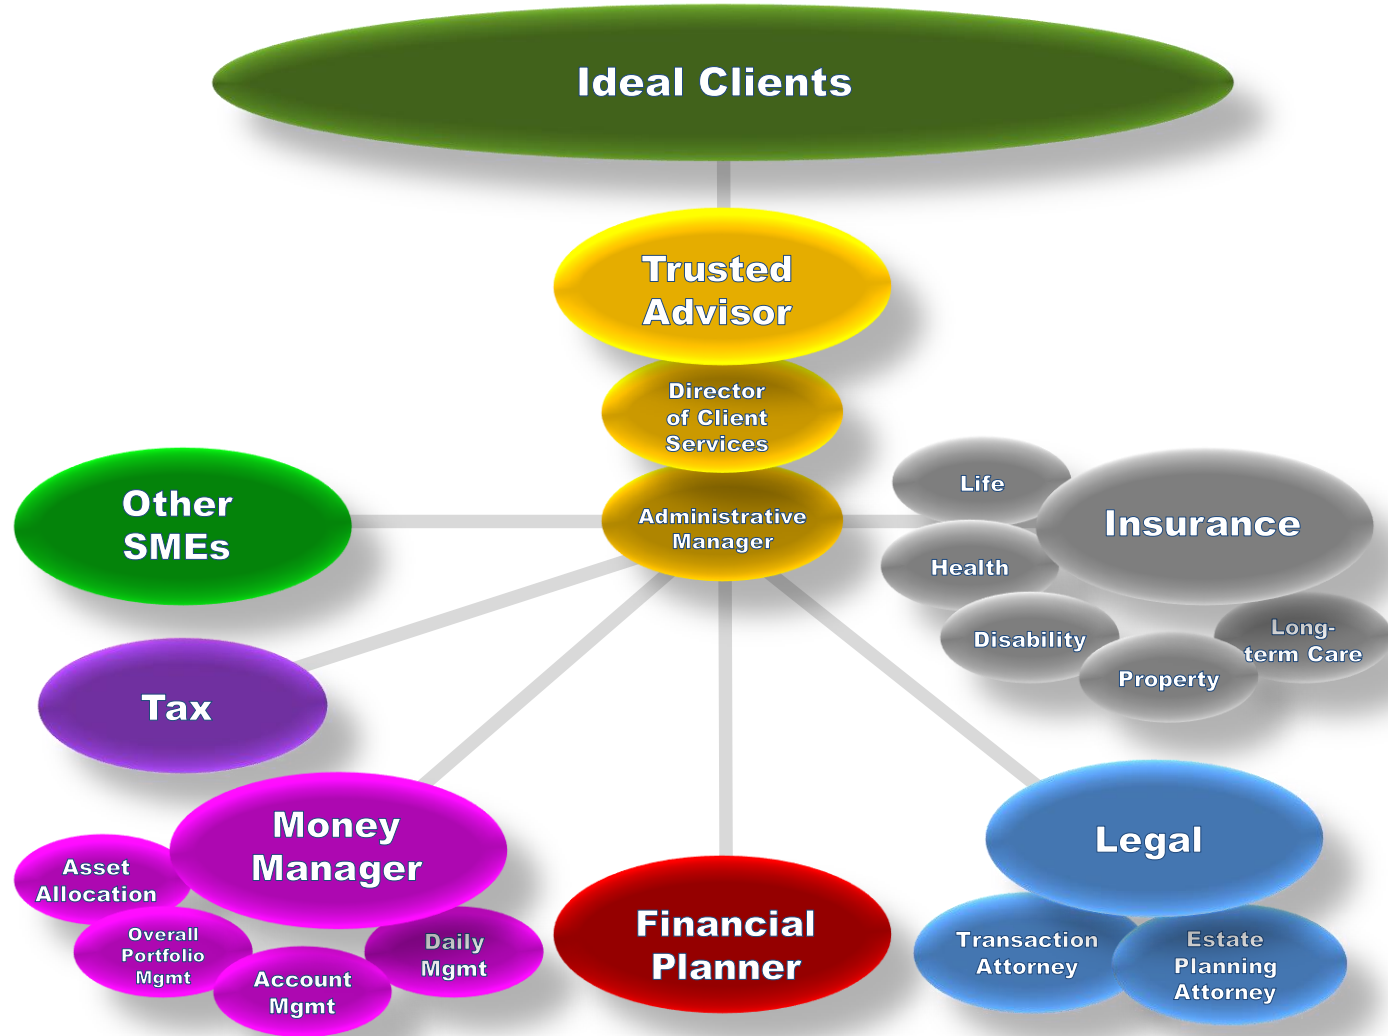 Ideal Clients
Trusted
Advisor
Director
of Client
Services
Administrative
Manager
Other
SMEs
Tax
Money
Manager
Asset
Allocation
Overall
Portfolio
Mgmt
Account
Mgmt
Daily
Mgmt
Financial
Planner
Legal
Transaction
Attorney
Estate
Planning
Attorney
Insurance
Life
Health
Disability
Property
Long-
term Care